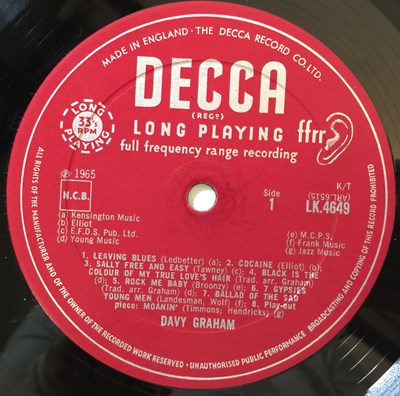 MADE IN ENGLAND · THE DECCA RECORD CO. LTD.
DECCA
(REGD)
LONG PLAYING ffrr
full frequency range recording
LONG PLAYING
33⅓
RPM
℗ 1965
N.C.B.
Side
1
K/T
(ARL.6515)
LK.4649
(a) Kensington Music
(b) Elliot
(c) E.F.D.S. Pub. Ltd.
(d) Young Music
(e) M.C.P.S.
(f) Frank Music
(g) Jazz Music
1. LEAVING BLUES (Ledbetter) (a); 2. COCAINE (Elliot) (b)
3. SALLY FREE AND EASY (Tawney) (c); 4. BLACK IS THE
COLOUR OF MY TRUE LOVE'S HAIR (Trad. arr. Graham)
(d); 5. ROCK ME BABY (Broonzy) (e); 6. 7 GYPSIES
(Trad. arr. Graham) (d); 7. BALLAD OF THE SAD
YOUNG MEN (Landesman, Wolf) (f); 8. Play-out
piece: MOANIN' (Timmons; Hendricks) (g)
DAVY GRAHAM
ALL RIGHTS OF THE MANUFACTURER AND OF THE OWNER OF THE RECORDED WORK RESERVED · UNAUTHORISED PUBLIC PERFORMANCE BROADCASTING AND COPYING OF THIS RECORD PROHIBITED